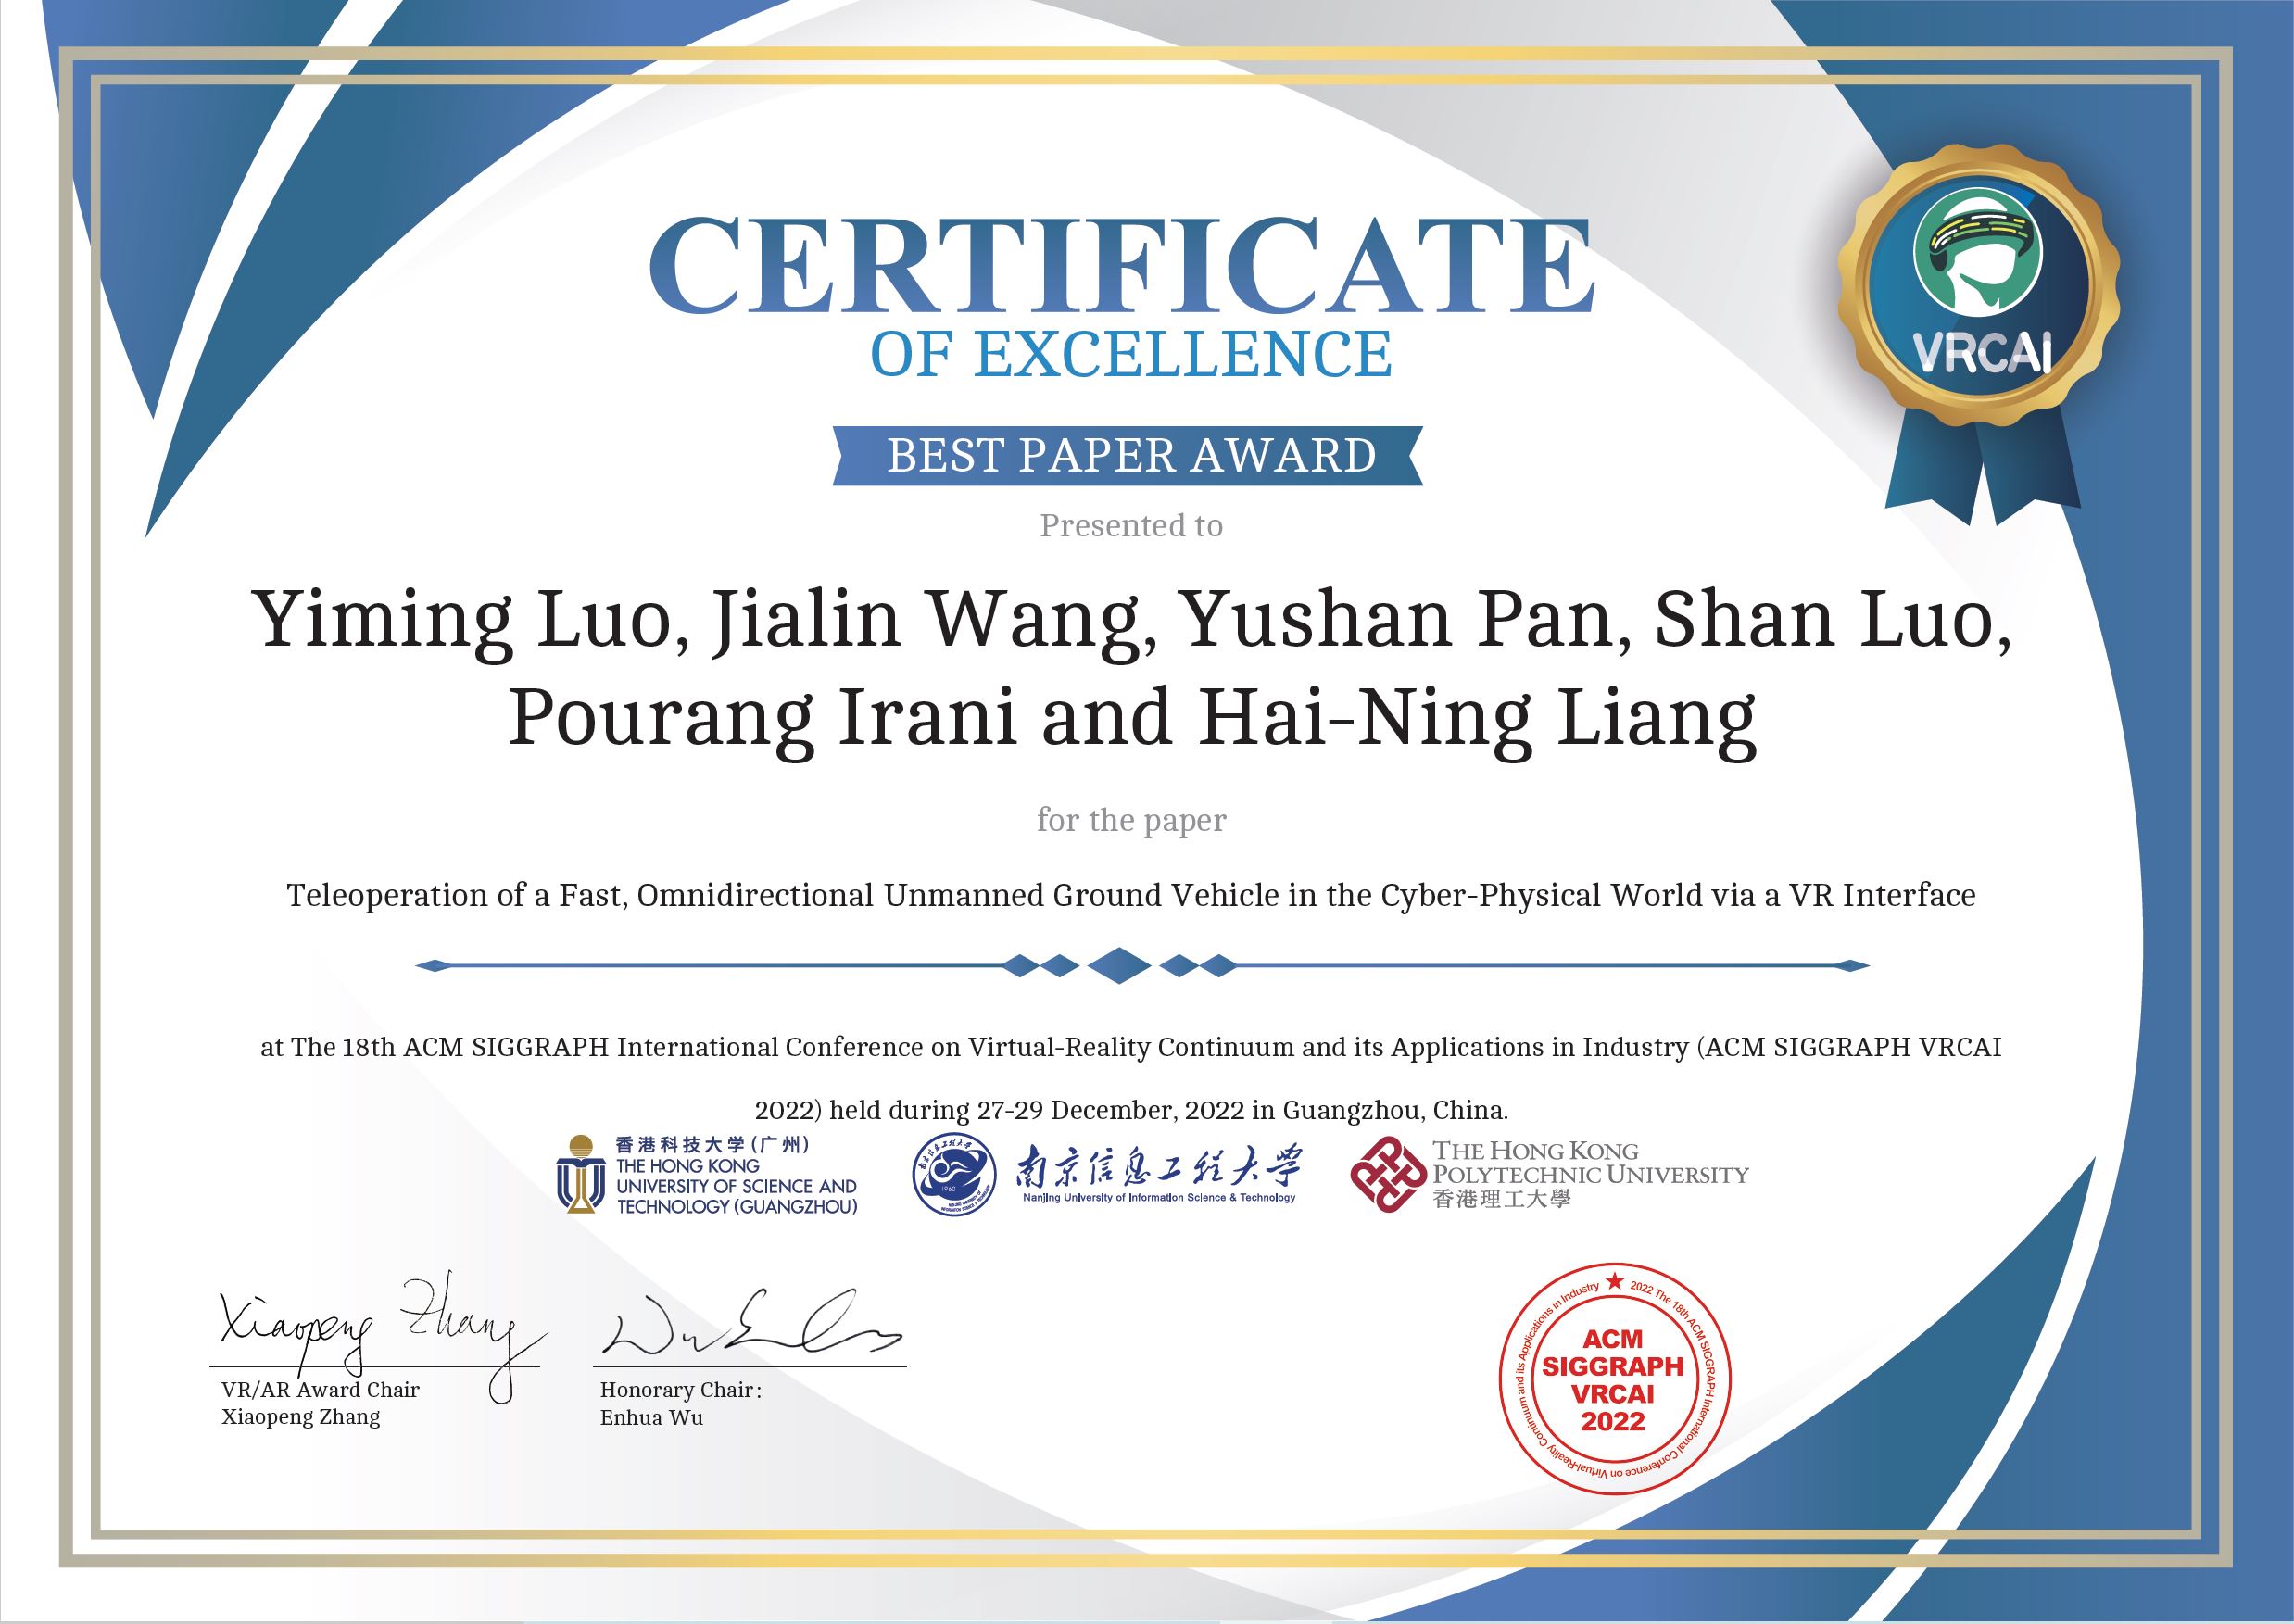 CERTIFICATE
OF EXCELLENCE
VRCAI
BEST PAPER AWARD
Presented to
Yiming Luo, Jialin Wang, Yushan Pan, Shan Luo,
Pourang Irani and Hai-Ning Liang
for the paper
Teleoperation of a Fast, Omnidirectional Unmanned Ground Vehicle in the Cyber-Physical World via a VR Interface
at The 18th ACM SIGGRAPH International Conference on Virtual-Reality Continuum and its Applications in Industry (ACM SIGGRAPH VRCAI
2022) held during 27-29 December, 2022 in Guangzhou, China.
香港科技大学(广州)
THE HONG KONG
UNIVERSITY OF SCIENCE AND
TECHNOLOGY (GUANGZHOU)
1960
南京信息工程大学
Nanjing University of Information Science & Technology
THE HONG KONG
POLYTECHNIC UNIVERSITY
香港理工大學
Xiaopeng Zhang
VR/AR Award Chair
Xiaopeng Zhang
Honorary Chair:
Enhua Wu
2022 The 18th ACM SIGGRAPH International Conference on Virtual-Reality Continuum and its Applications in Industry
ACM
SIGGRAPH
VRCAI
2022